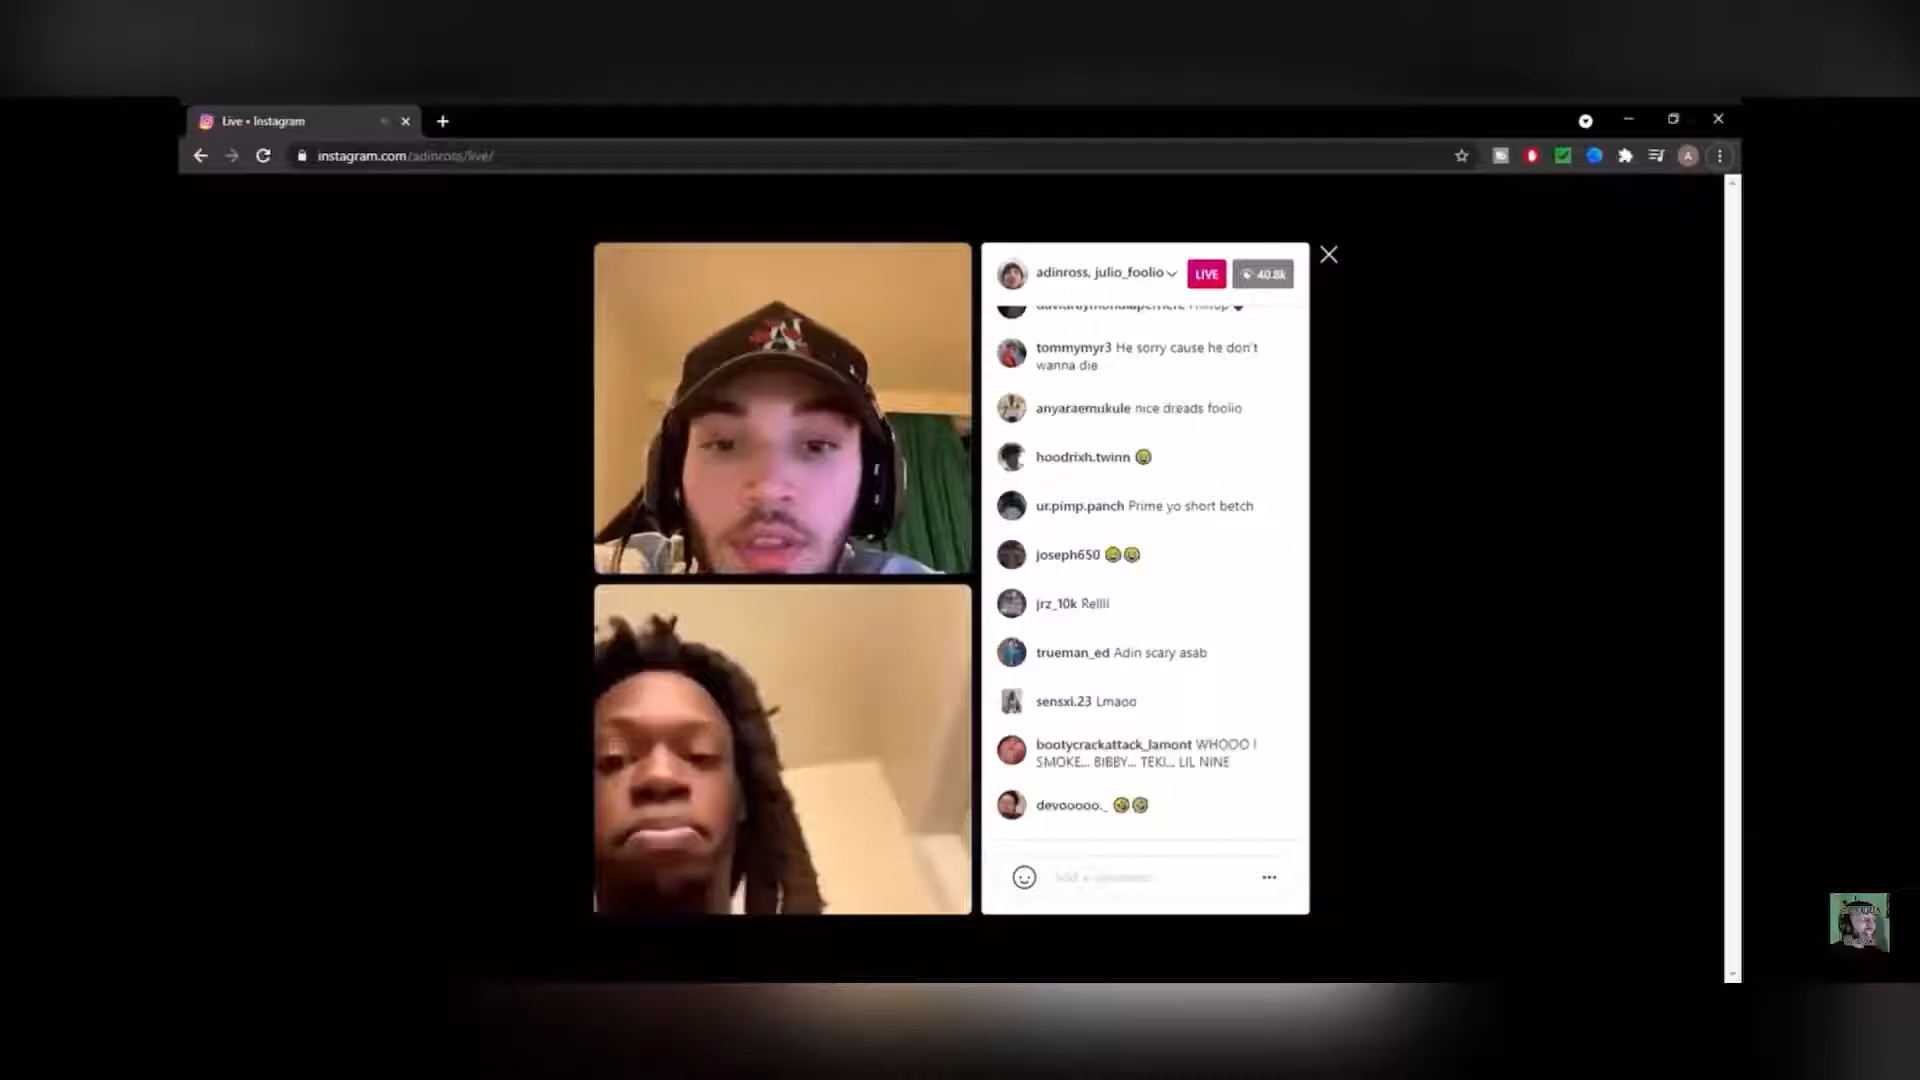 Live • Instagram
instagram.com/adinross/live/
A
adinross, julio_foolio
LIVE
40.8k
tommymyr3 He sorry cause he don't
wanna die
anyaraemukule nice dreads foolio
hoodrixh.twinn
ur.pimp.panch Prime yo short betch
joseph650
jrz_10k Rellll
trueman_ed Adin scary asab
sensxi.23 Lmaoo
bootycrackattack_lamont WHOOO I
SMOKE... BIBBY... TEKI... LIL NINE
devooooo._
Add a comment...